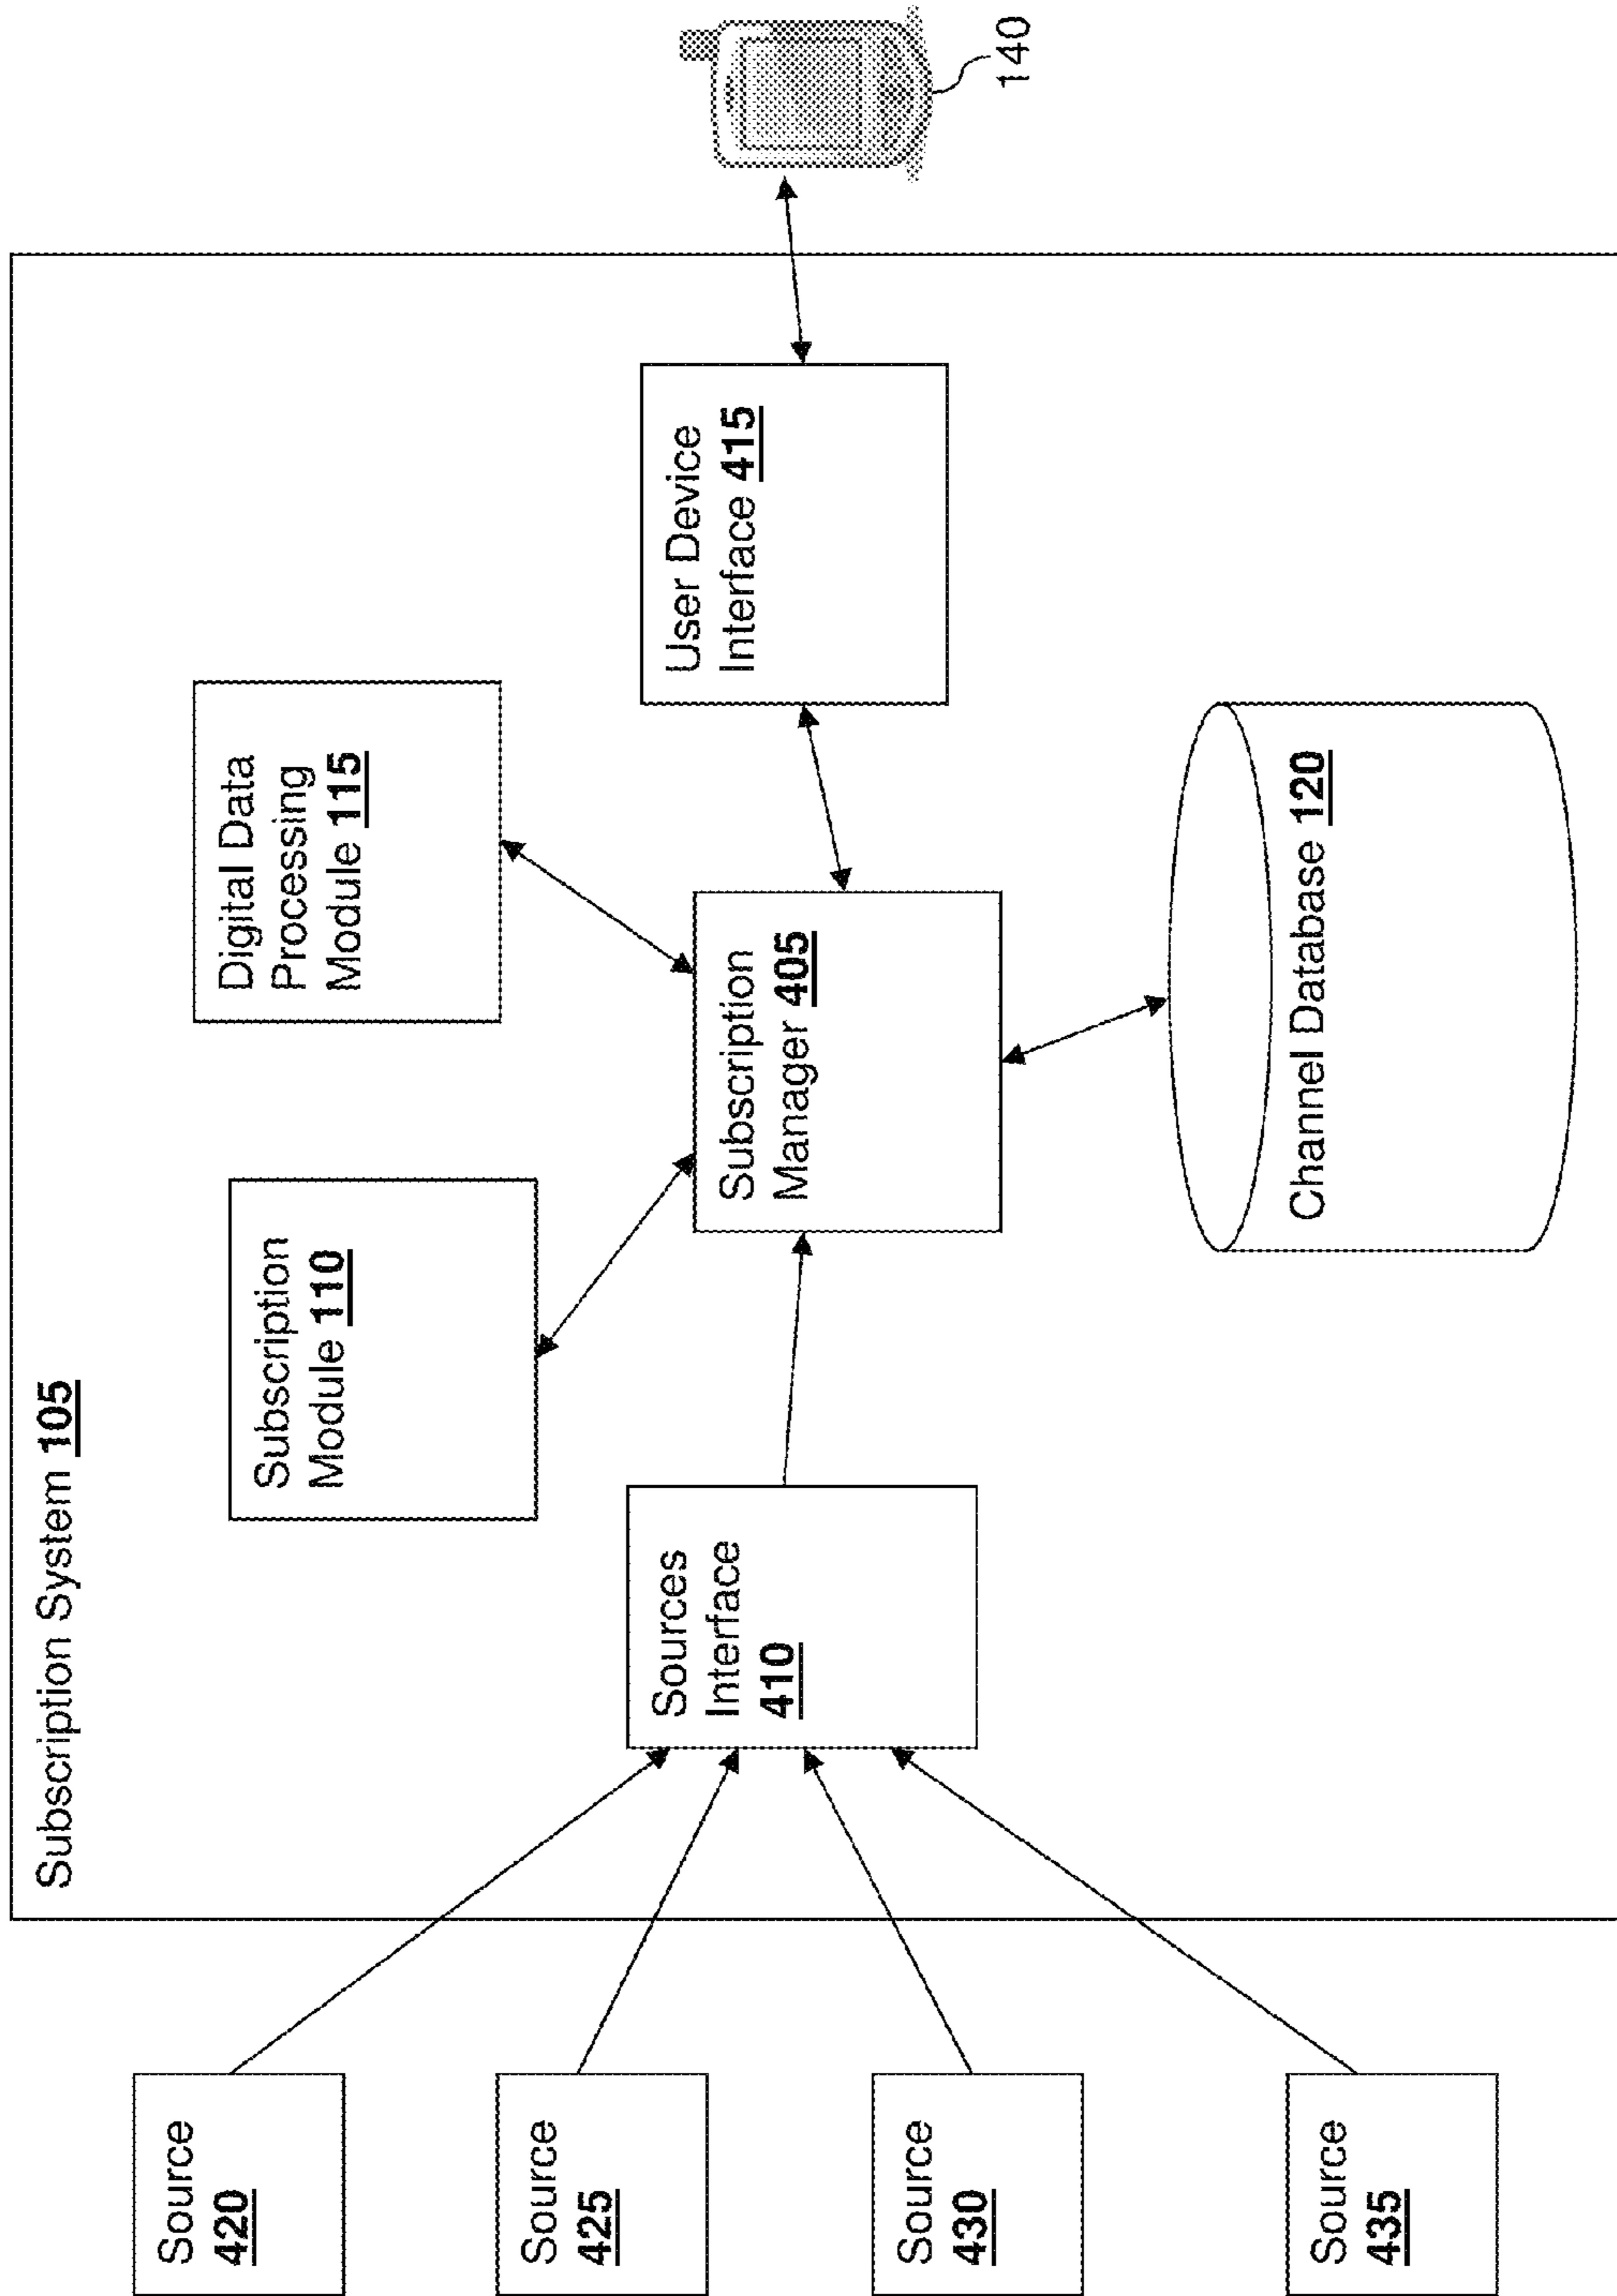 Subscription System 105
Source
420
Source
425
Source
430
Source
435
Sources
Interface
410
Subscription
Module 110
Digital Data
Processing
Module 115
Subscription
Manager 405
User Device
Interface 415
Channel Database 120
140